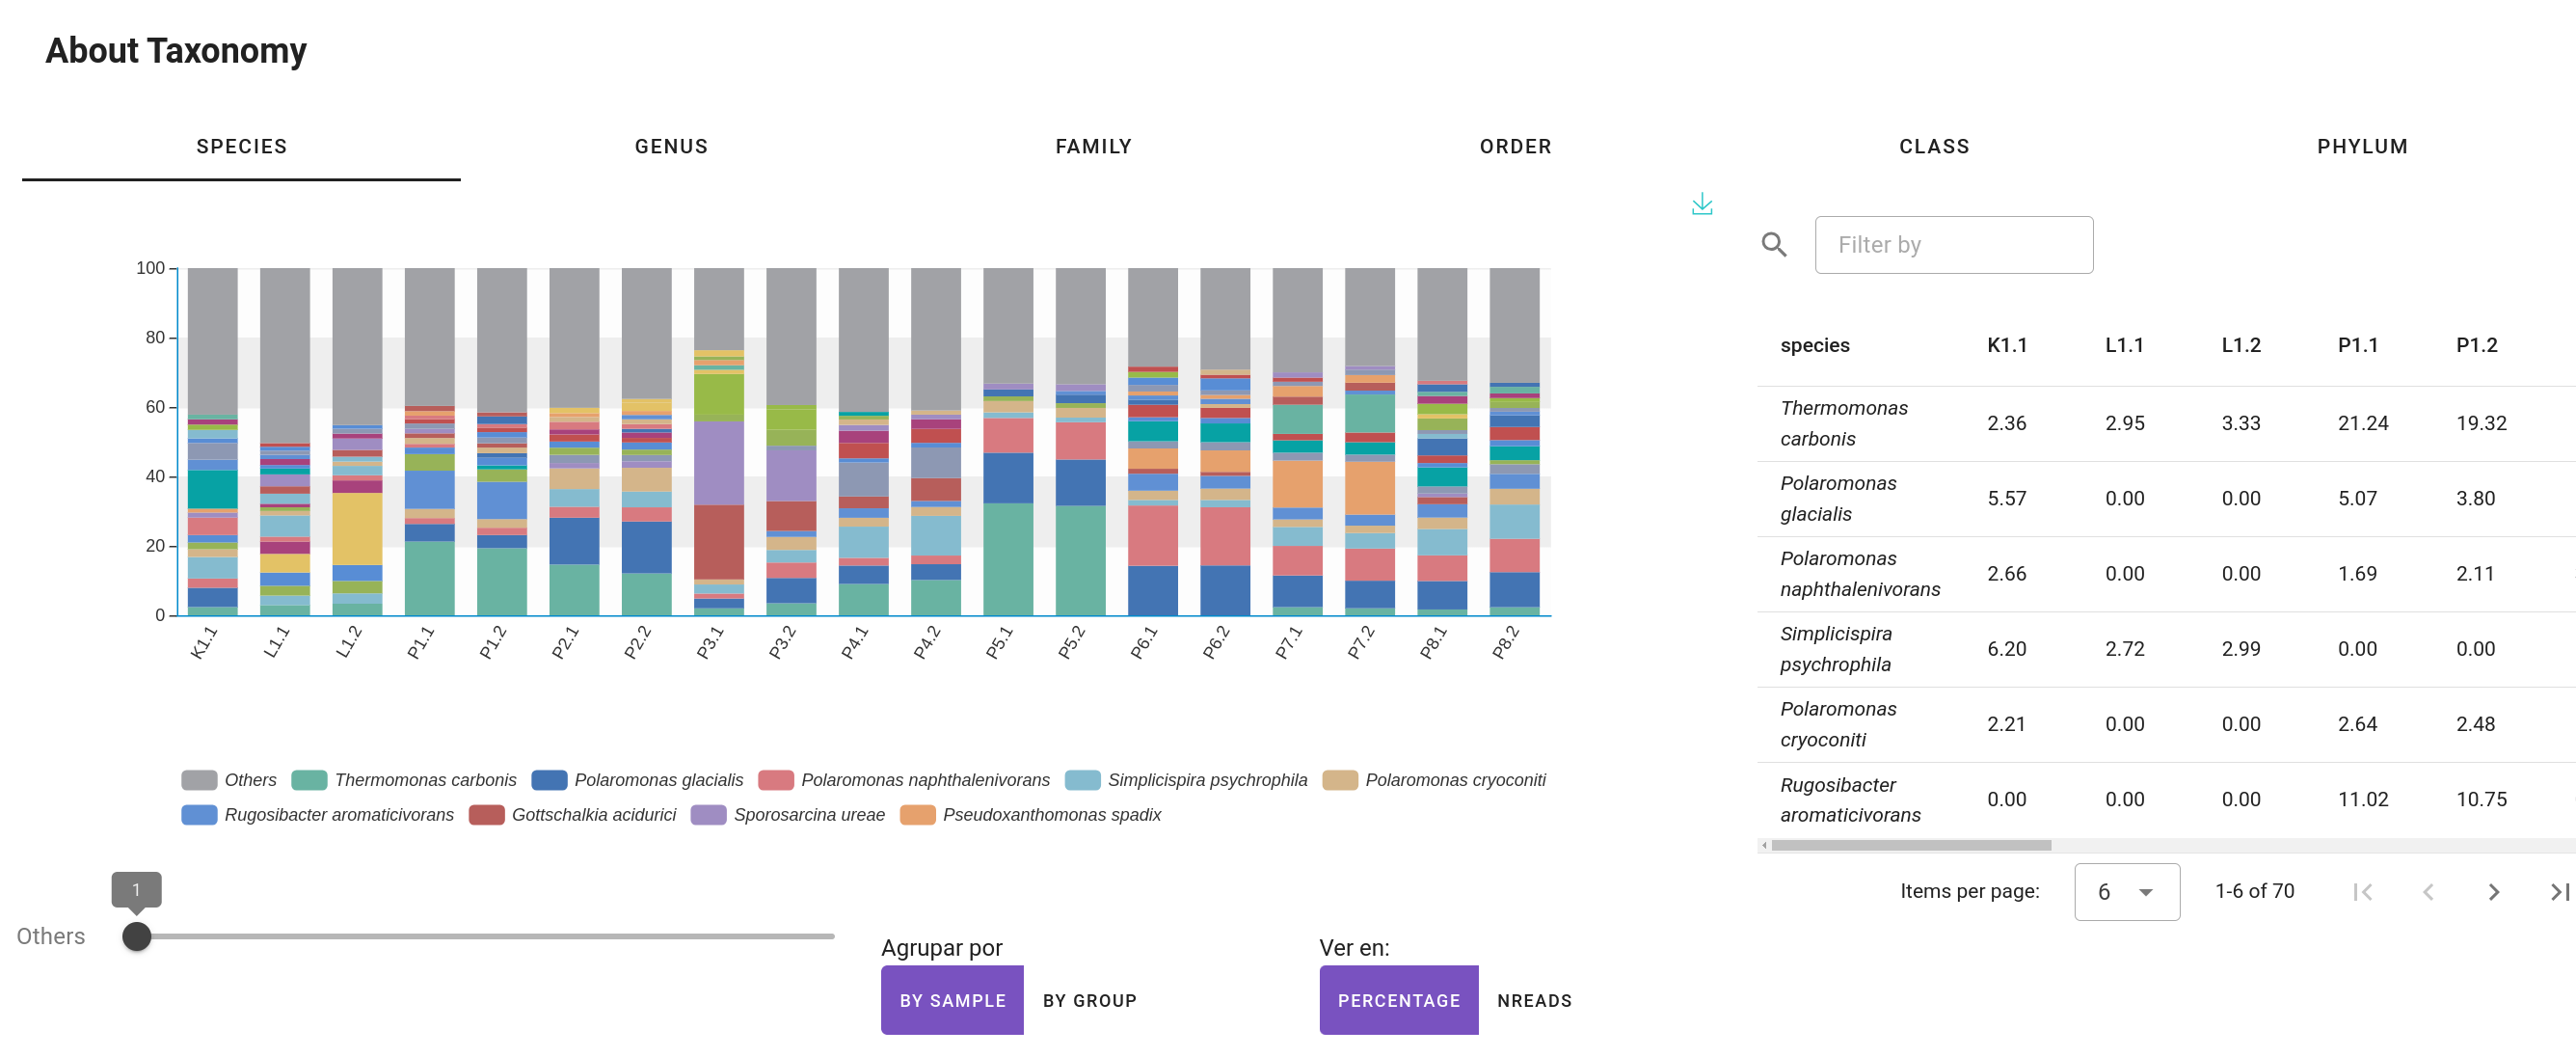 About Taxonomy
SPECIES GENUS FAMILY ORDER CLASS PHYLUM
Filter by
100
80
60
40
20
0
K1.1 L1.1 L1.2 P1.1 P1.2 P2.1 P2.2 P3.1 P3.2 P4.1 P4.2 P5.1 P5.2 P6.1 P6.2 P7.1 P7.2 P8.1 P8.2
Others Thermomonas carbonis Polaromonas glacialis Polaromonas naphthalenivorans Simplicispira psychrophila Polaromonas cryoconiti
Rugosibacter aromaticivorans Gottschalkia acidurici Sporosarcina ureae Pseudoxanthomonas spadix
1
Others
Agrupar por
BY SAMPLE BY GROUP
Ver en:
PERCENTAGE NREADS
species K1.1 L1.1 L1.2 P1.1 P1.2
Thermomonas
carbonis 2.36 2.95 3.33 21.24 19.32
Polaromonas
glacialis 5.57 0.00 0.00 5.07 3.80
Polaromonas
naphthalenivorans 2.66 0.00 0.00 1.69 2.11
Simplicispira
psychrophila 6.20 2.72 2.99 0.00 0.00
Polaromonas
cryoconiti 2.21 0.00 0.00 2.64 2.48
Rugosibacter
aromaticivorans 0.00 0.00 0.00 11.02 10.75
Items per page: 6 1-6 of 70